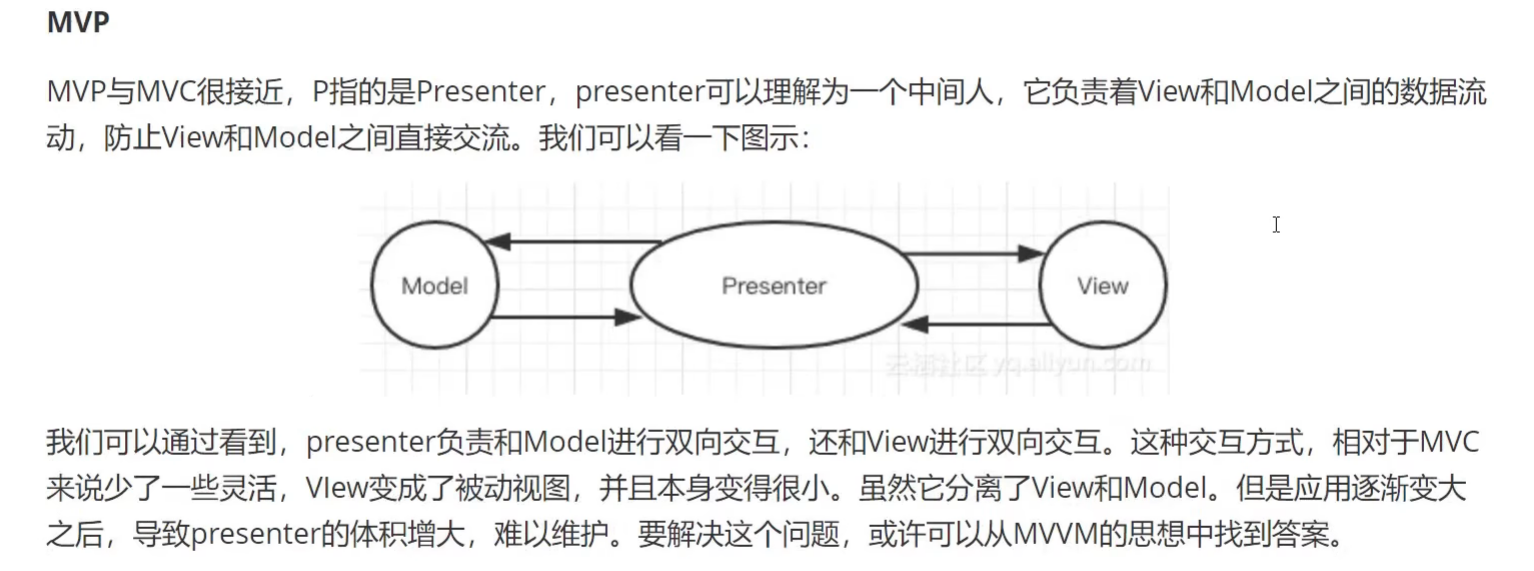 MVP
MVP与MVC很接近，P指的是Presenter，presenter可以理解为一个中间人，它负责着View和Model之间的数据流
动，防止View和Model之间直接交流。我们可以看一下图示：
Model
Presenter
View
云栖社区 yq.aliyun.com
我们可以通过看到，presenter负责和Model进行双向交互，还和View进行双向交互。这种交互方式，相对于MVC
来说少了一些灵活，VIew变成了被动视图，并且本身变得很小。虽然它分离了View和Model。但是应用逐渐变大
之后，导致presenter的体积增大，难以维护。要解决这个问题，或许可以从MVVM的思想中找到答案。